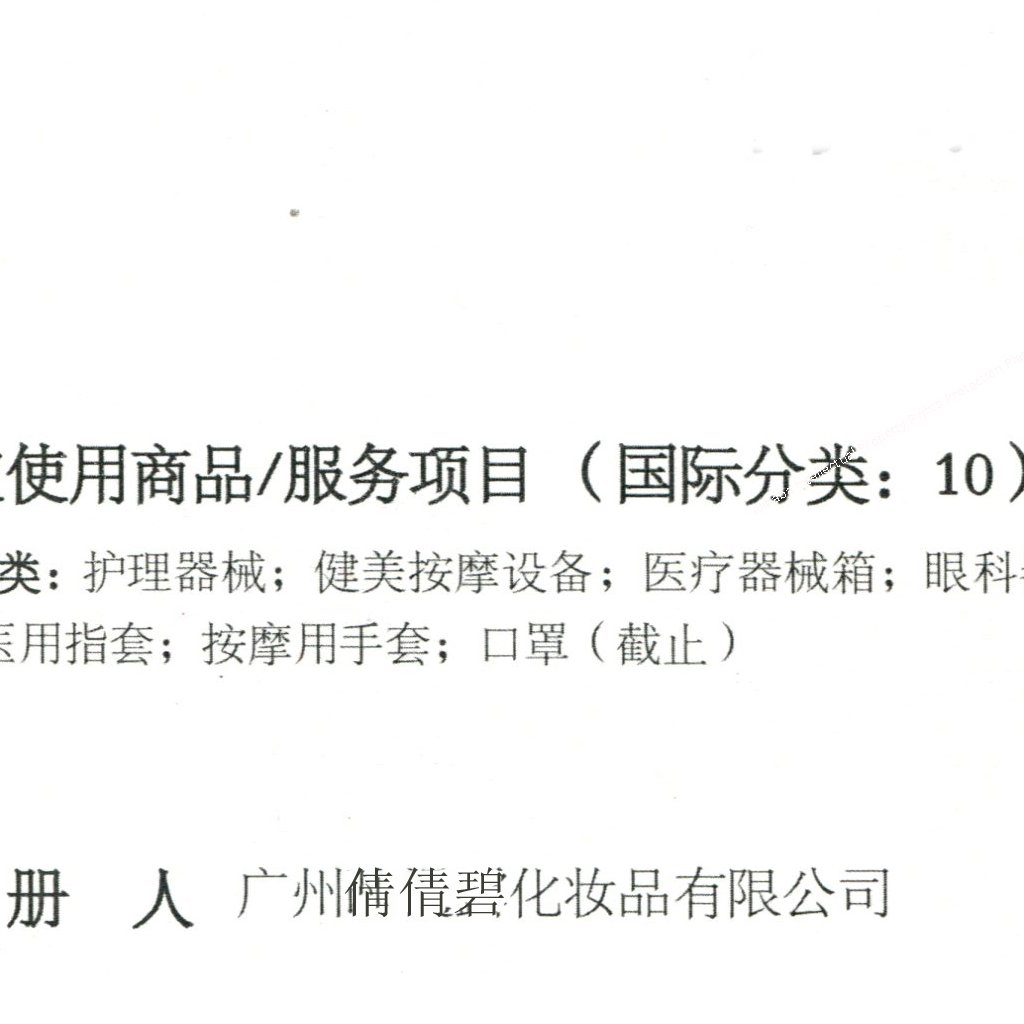 使用商品/服务项目（国际分类：10）
类：护理器械；健美按摩设备；医疗器械箱；眼科
医用指套；按摩用手套；口罩（截止）
册 人 广州倩倩碧化妆品有限公司